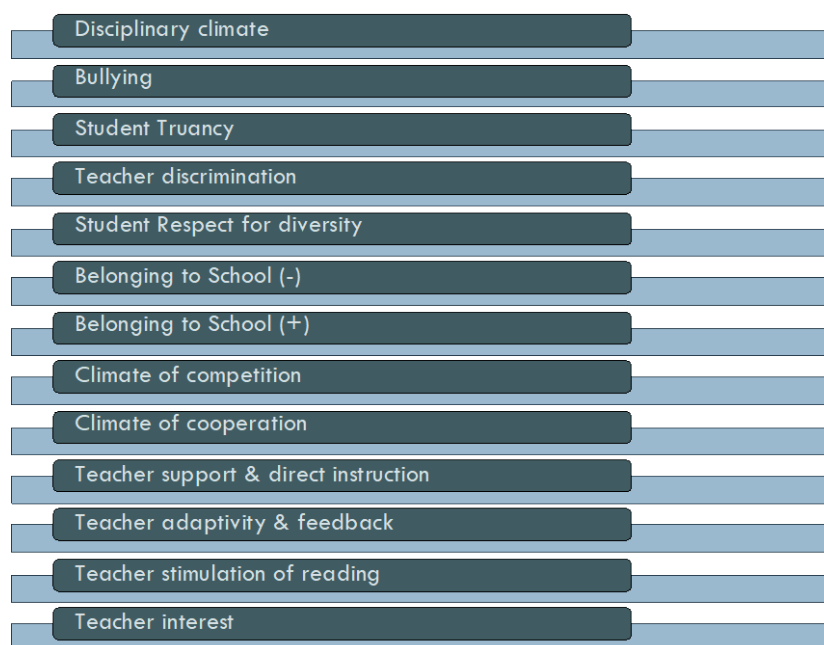 Disciplinary climate
Bullying
Student Truancy
Teacher discrimination
Student Respect for diversity
Belonging to School (-)
Belonging to School (+)
Climate of competition
Climate of cooperation
Teacher support & direct instruction
Teacher adaptivity & feedback
Teacher stimulation of reading
Teacher interest